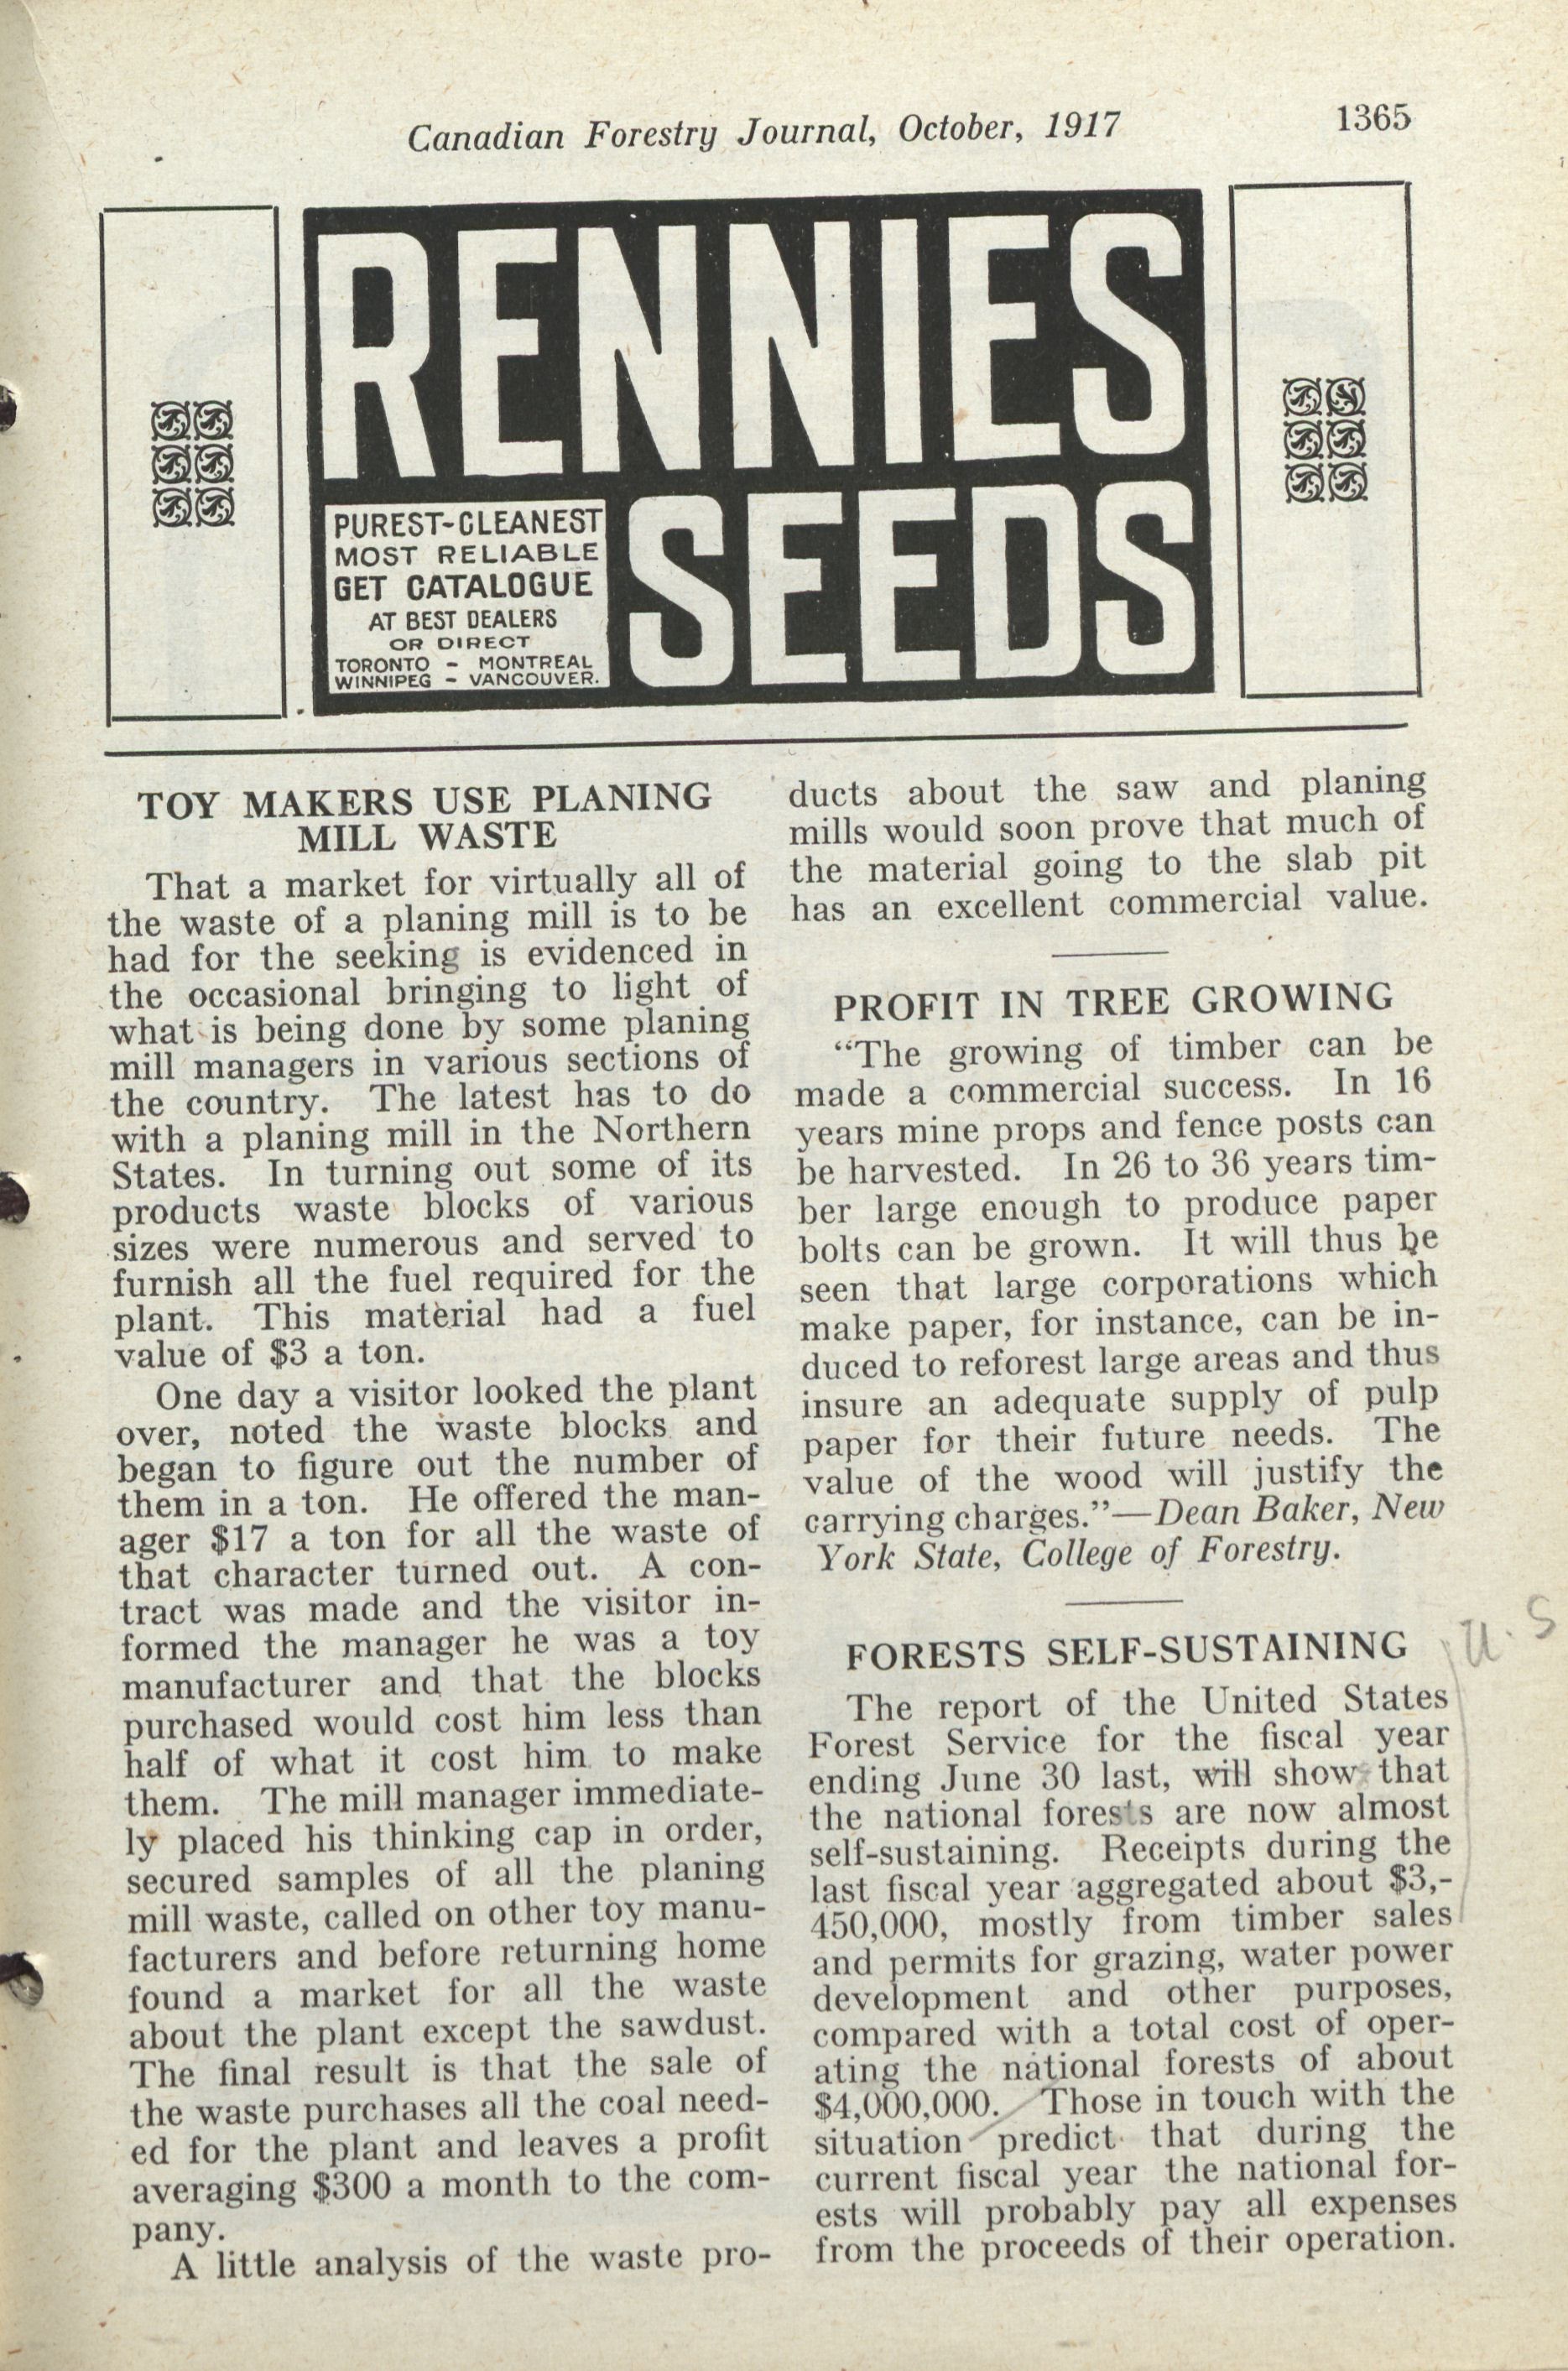 Canadian Forestry Journal, October, 1917
1365
RENNIES
SEEDS
PUREST-CLEANEST
MOST RELIABLE
GET CATALOGUE
AT BEST DEALERS
OR DIRECT
TORONTO - MONTREAL
WINNIPEG - VANCOUVER.
TOY MAKERS USE PLANING
MILL WASTE
That a market for virtually all of
the waste of a planing mill is to be
had for the seeking is evidenced in
the occasional bringing to light of
what is being done by some planing
mill managers in various sections of
the country. The latest has to do
with a planing mill in the Northern
States. In turning out some of its
products waste blocks of various
sizes were numerous and served to
furnish all the fuel required for the
plant. This material had a fuel
value of $3 a ton.
One day a visitor looked the plant
over, noted the waste blocks and
began to figure out the number of
them in a ton. He offered the man-
ager $17 a ton for all the waste of
that character turned out. A con-
tract was made and the visitor in-
formed the manager he was a toy
manufacturer and that the blocks
purchased would cost him less than
half of what it cost him to make
them. The mill manager immediate-
ly placed his thinking cap in order,
secured samples of all the planing
mill waste, called on other toy manu-
facturers and before returning home
found a market for all the waste
about the plant except the sawdust.
The final result is that the sale of
the waste purchases all the coal need-
ed for the plant and leaves a profit
averaging $300 a month to the com-
pany.
A little analysis of the waste pro-
ducts about the saw and planing
mills would soon prove that much of
the material going to the slab pit
has an excellent commercial value.
PROFIT IN TREE GROWING
“The growing of timber can be
made a commercial success. In 16
years mine props and fence posts can
be harvested. In 26 to 36 years tim-
ber large enough to produce paper
bolts can be grown. It will thus be
seen that large corporations which
make paper, for instance, can be in-
duced to reforest large areas and thus
insure an adequate supply of pulp
paper for their future needs. The
value of the wood will justify the
carrying charges.”—Dean Baker, New
York State, College of Forestry.
FORESTS SELF-SUSTAINING
U. S
The report of the United States
Forest Service for the fiscal year
ending June 30 last, will show that
the national forests are now almost
self-sustaining. Receipts during the
last fiscal year aggregated about $3,-
450,000, mostly from timber sales
and permits for grazing, water power
development and other purposes,
compared with a total cost of oper-
ating the national forests of about
$4,000,000. Those in touch with the
situation predict that during the
current fiscal year the national for-
ests will probably pay all expenses
from the proceeds of their operation.